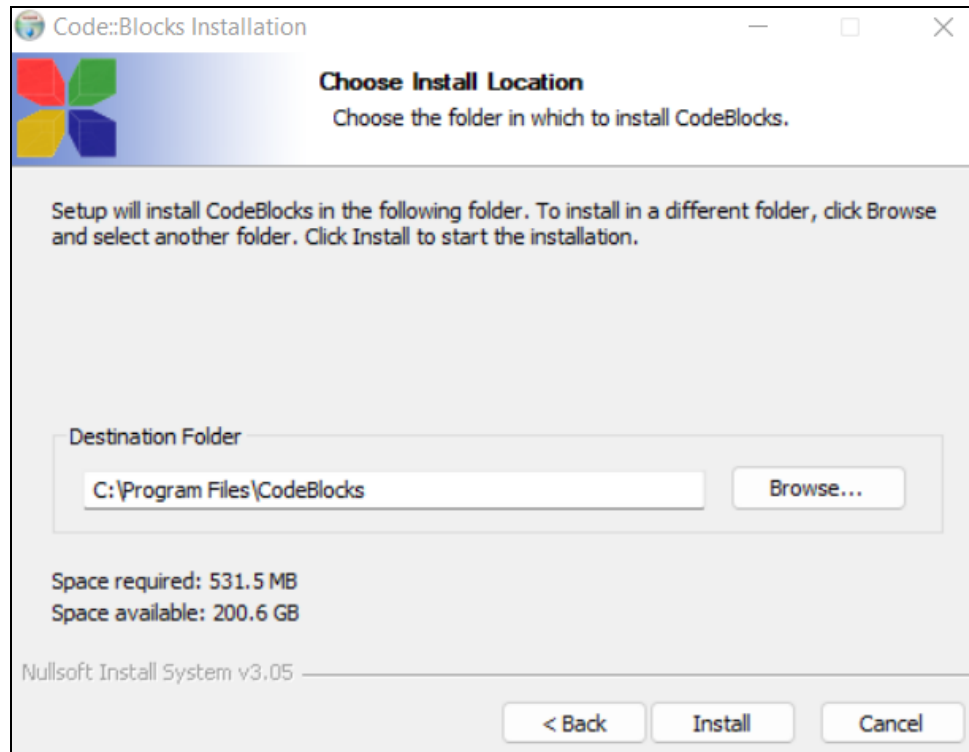 Code::Blocks Installation
Choose Install Location
Choose the folder in which to install CodeBlocks.
Setup will install CodeBlocks in the following folder. To install in a different folder, click Browse
and select another folder. Click Install to start the installation.
Destination Folder
C:\Program Files\CodeBlocks
Browse...
Space required: 531.5 MB
Space available: 200.6 GB
Nullsoft Install System v3.05
< Back
Install
Cancel